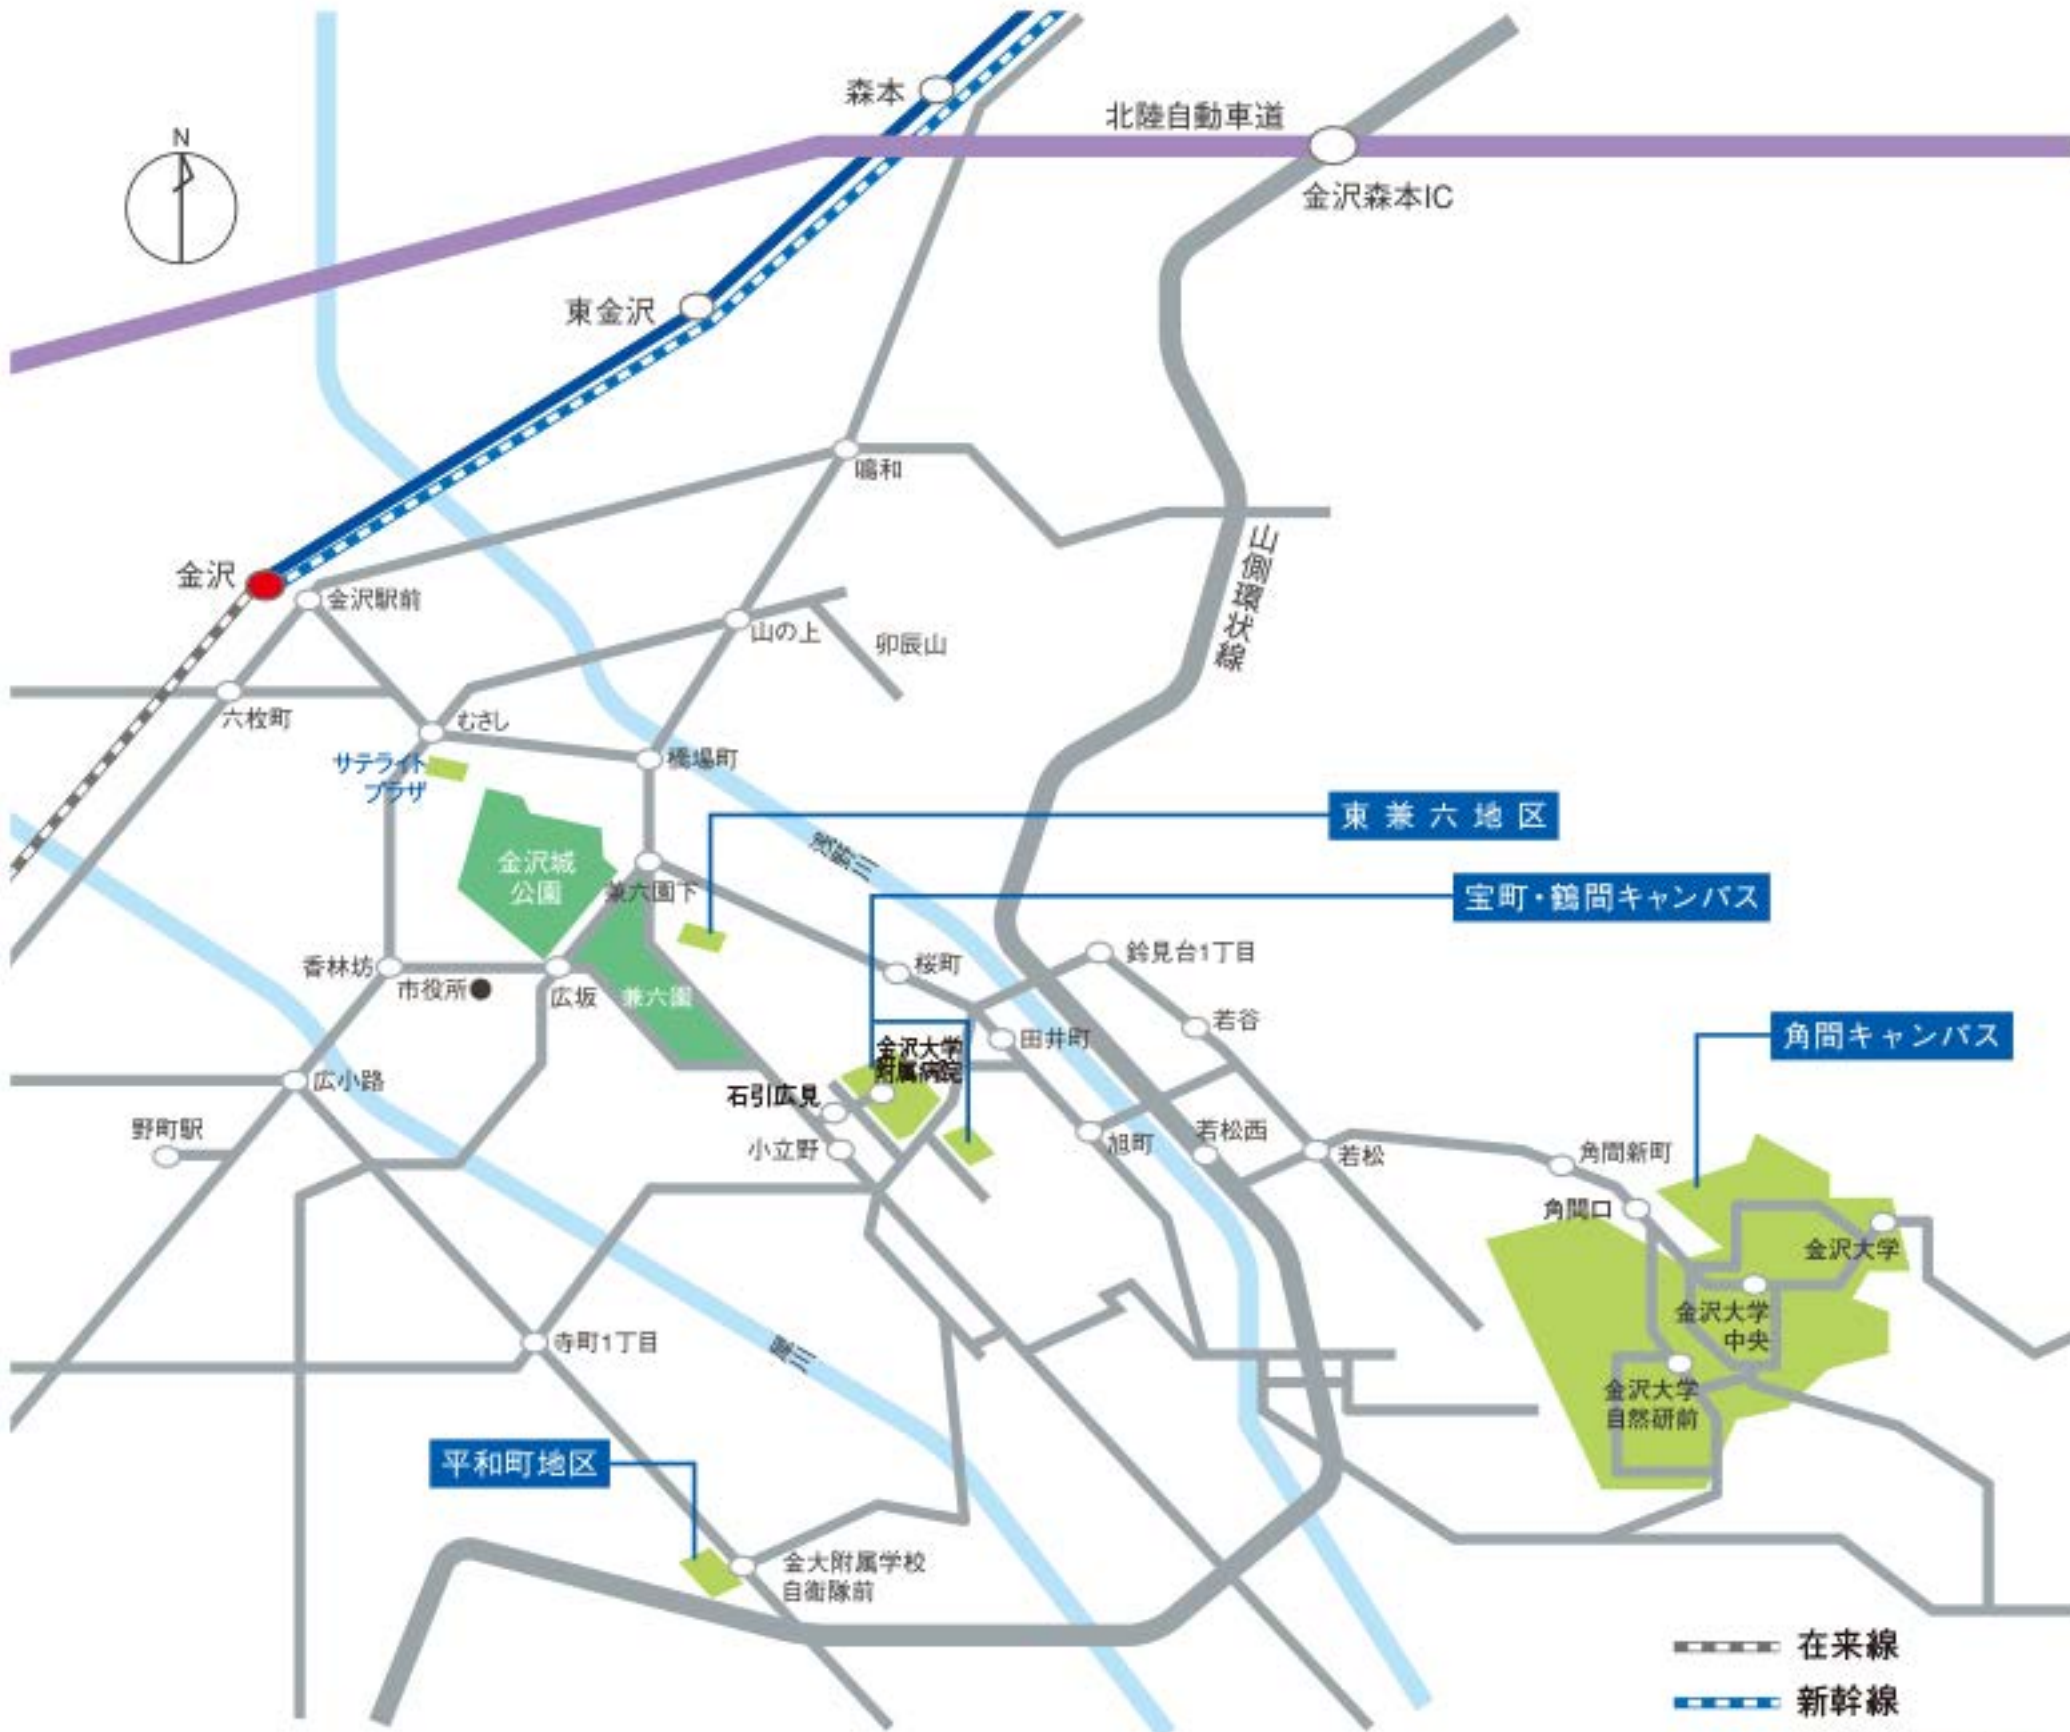 森本
北陸自動車道
N
金沢森本IC
東金沢
鳴和
山側環状線
金沢
金沢駅前
山の上
卯辰山
六枚町
むさし
橋場町
サテライト
プラザ
東兼六地区
金沢城
公園
兼六園下
宝町・鶴間キャンパス
香林坊
市役所
広坂
兼六園
桜町
鈴見台1丁目
若谷
田井町
角間キャンパス
金沢大学
附属病院
石引広見
広小路
野町駅
小立野
旭町
若松西
若松
角間新町
角間口
金沢大学
金沢大学
中央
寺町1丁目
金沢大学
自然研前
平和町地区
金大附属学校
自衛隊前
在来線
新幹線